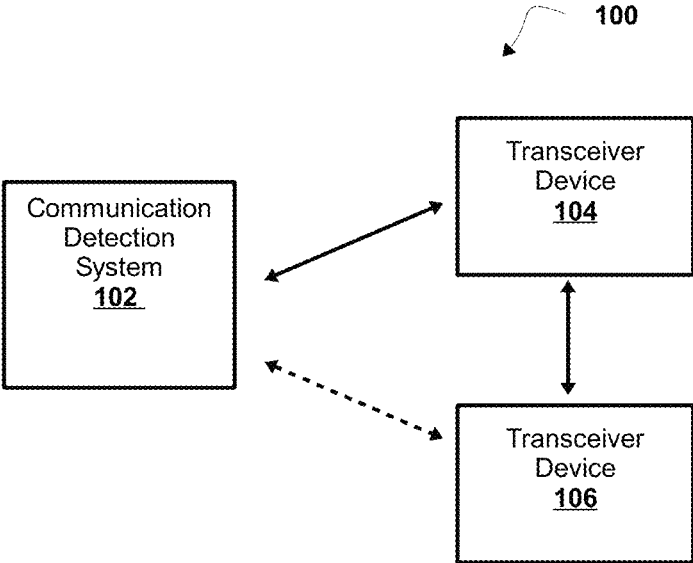 100
Transceiver
Device
104
Communication
Detection
System
102
Transceiver
Device
106